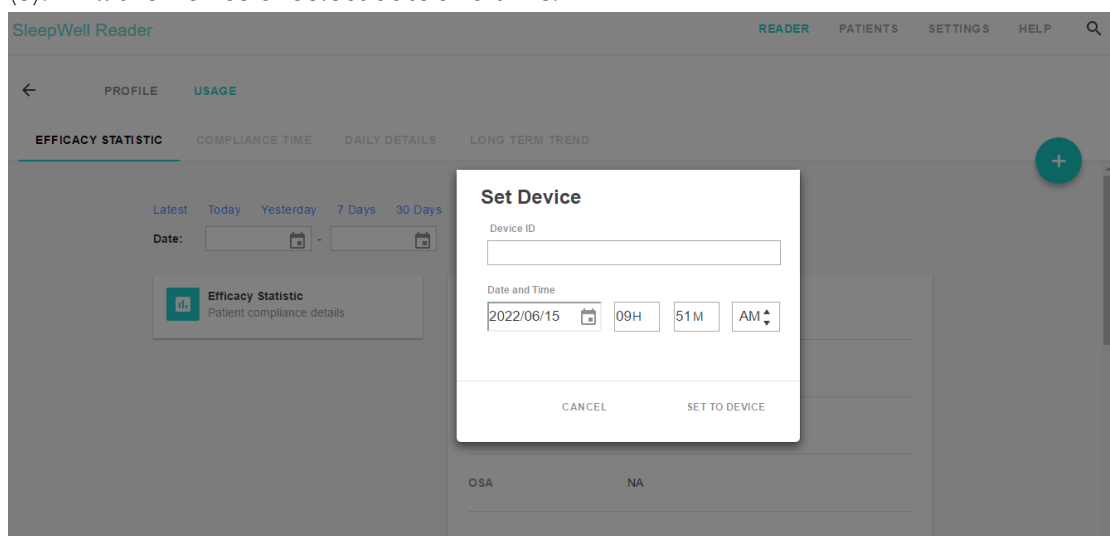 SleepWell Reader READER PATIENTS SETTINGS HELP
PROFILE USAGE
EFFICACY STATISTIC COMPLIANCE TIME DAILY DETAILS LONG TERM TREND
+
Latest Today Yesterday 7 Days 30 Days
Date: -
Efficacy Statistic
Patient compliance details
Set Device
Device ID
Date and Time
2022/06/15 09H 51M AM
CANCEL SET TO DEVICE
OSA NA